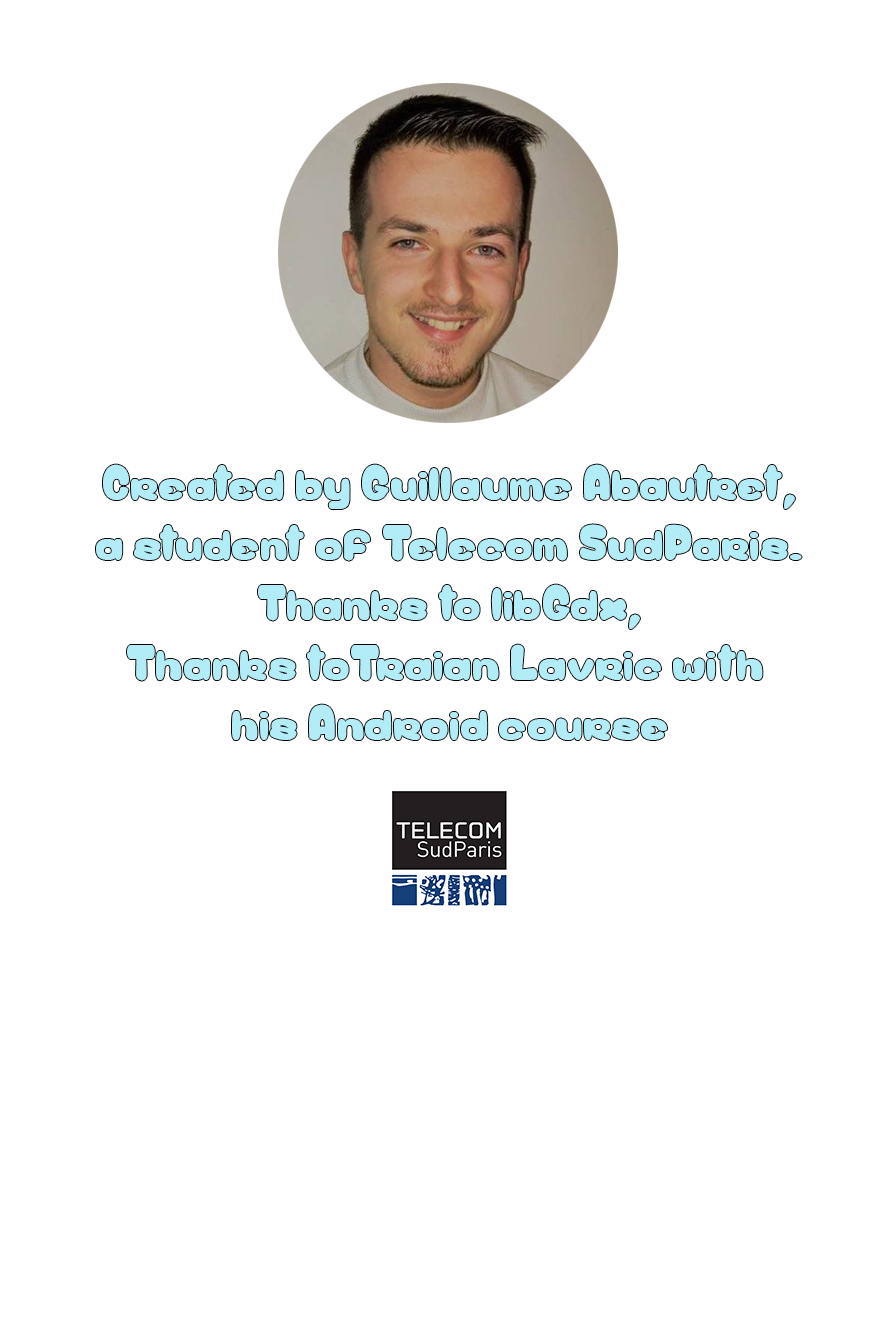 Created by Guillaume Abautret,
a student of Telecom SudParis.
Thanks to libGdx,
Thanks toTraian Lavric with
his Android course
TELECOM
SudParis